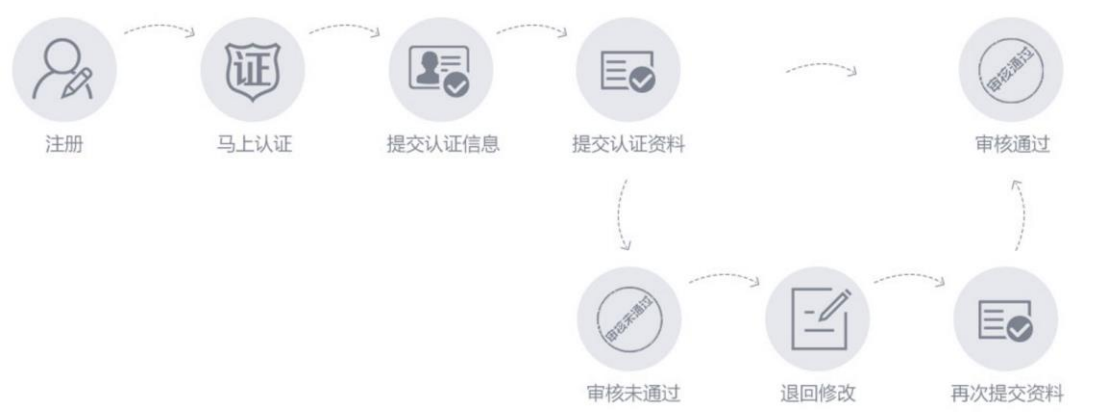 证
审核通过
注册
马上认证
提交认证信息
提交认证资料
审核通过
审核未通过
审核未通过
退回修改
再次提交资料